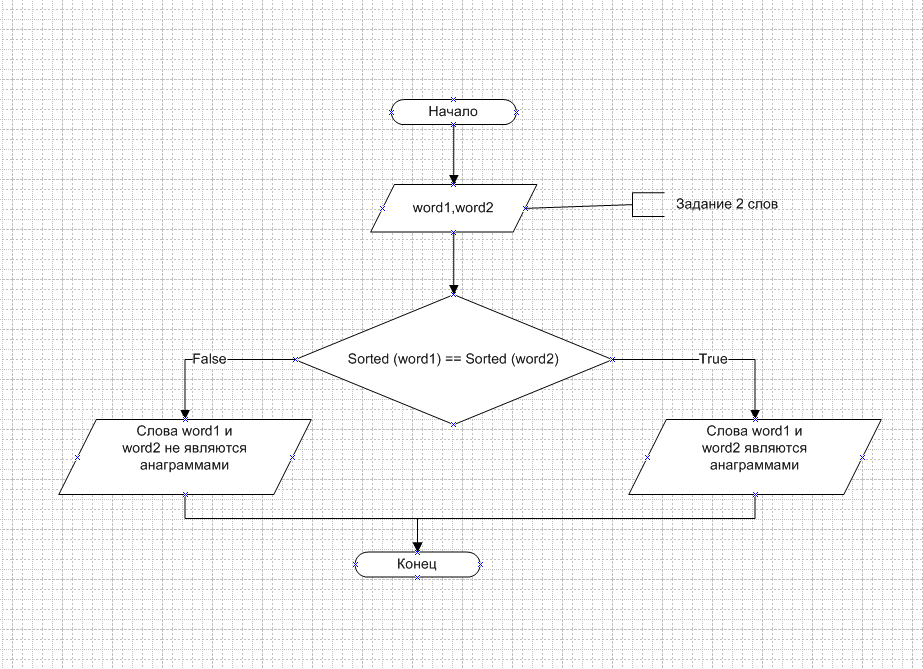 Начало
word1,word2
Задание 2 слов
Sorted (word1) == Sorted (word2)
False
True
Слова word1 и
word2 не являются
анаграммами
Слова word1 и
word2 являются
анаграммами
Конец